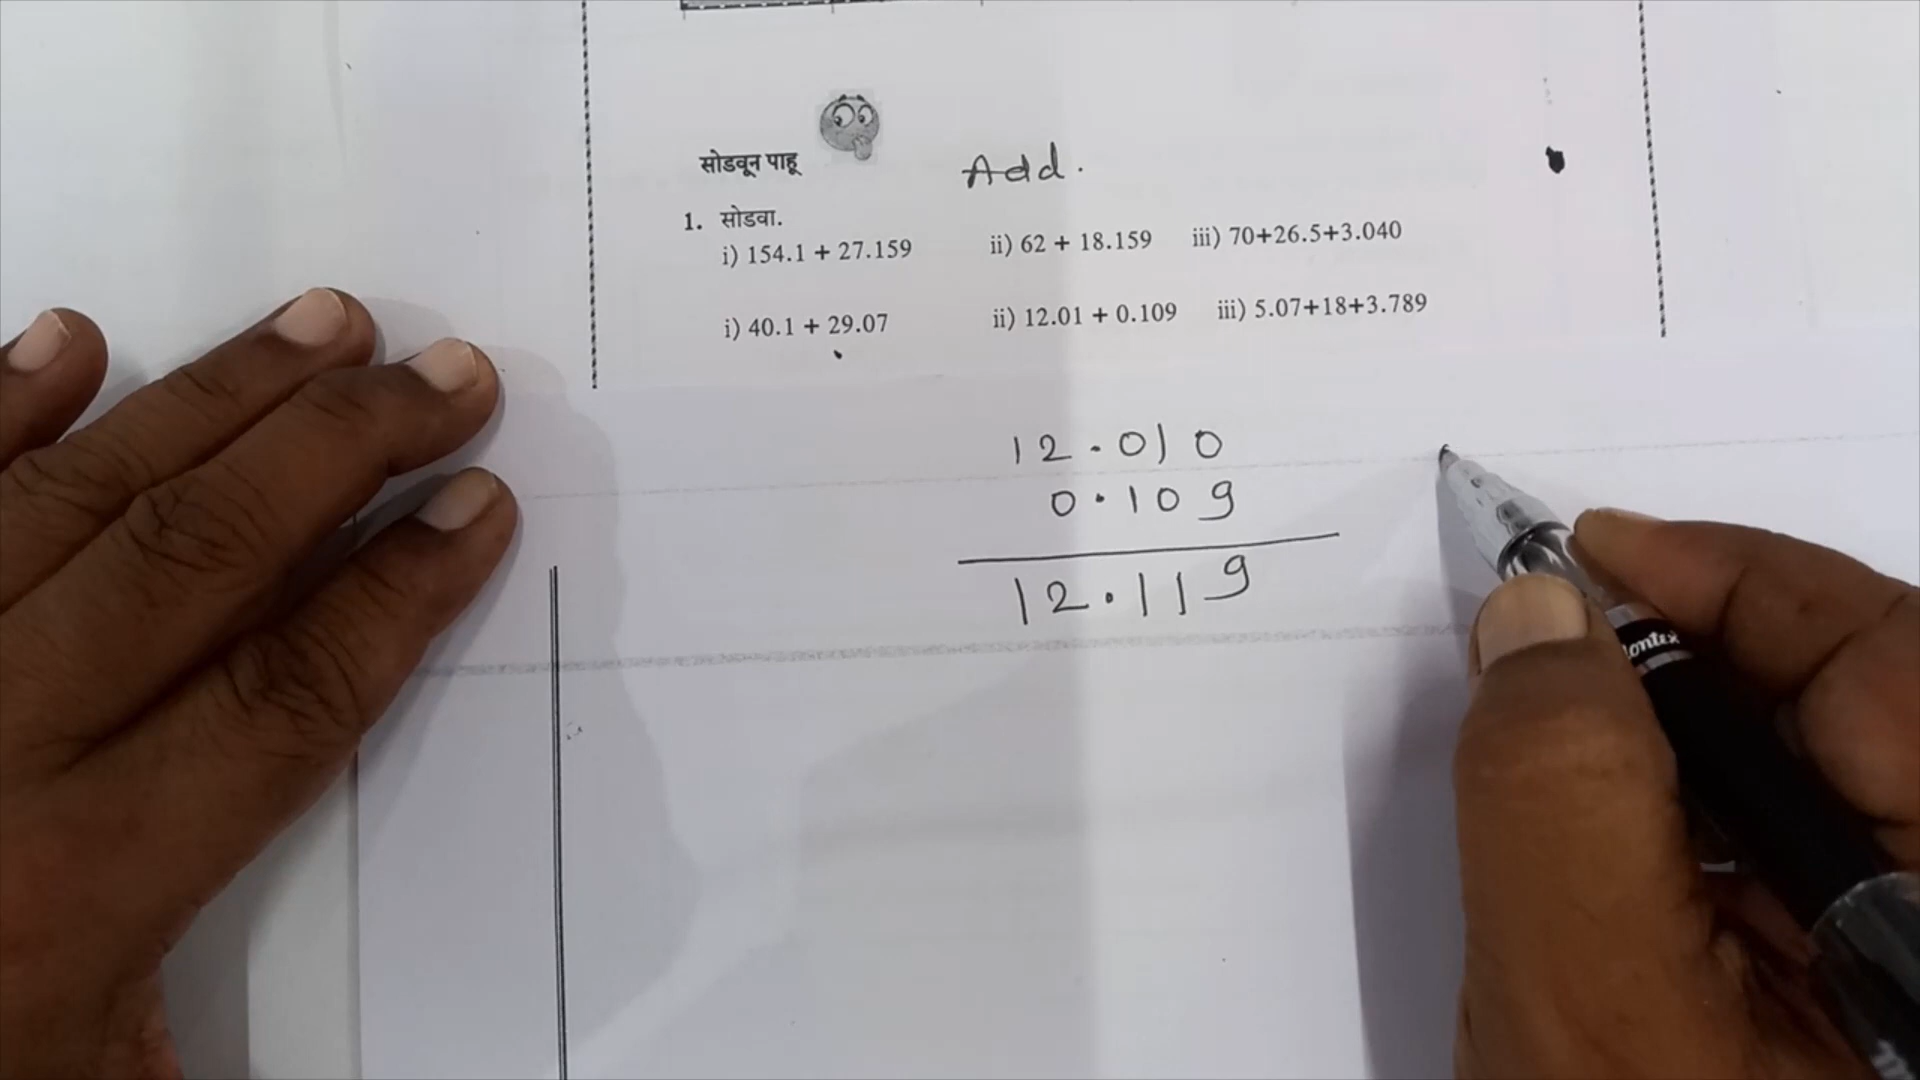 सोडवून पाहू
Add.
1. सोडवा.
i) 154.1 + 27.159 ii) 62 + 18.159 iii) 70+26.5+3.040
i) 40.1 + 29.07 ii) 12.01 + 0.109 iii) 5.07+18+3.789
12.010
0.109
12.119